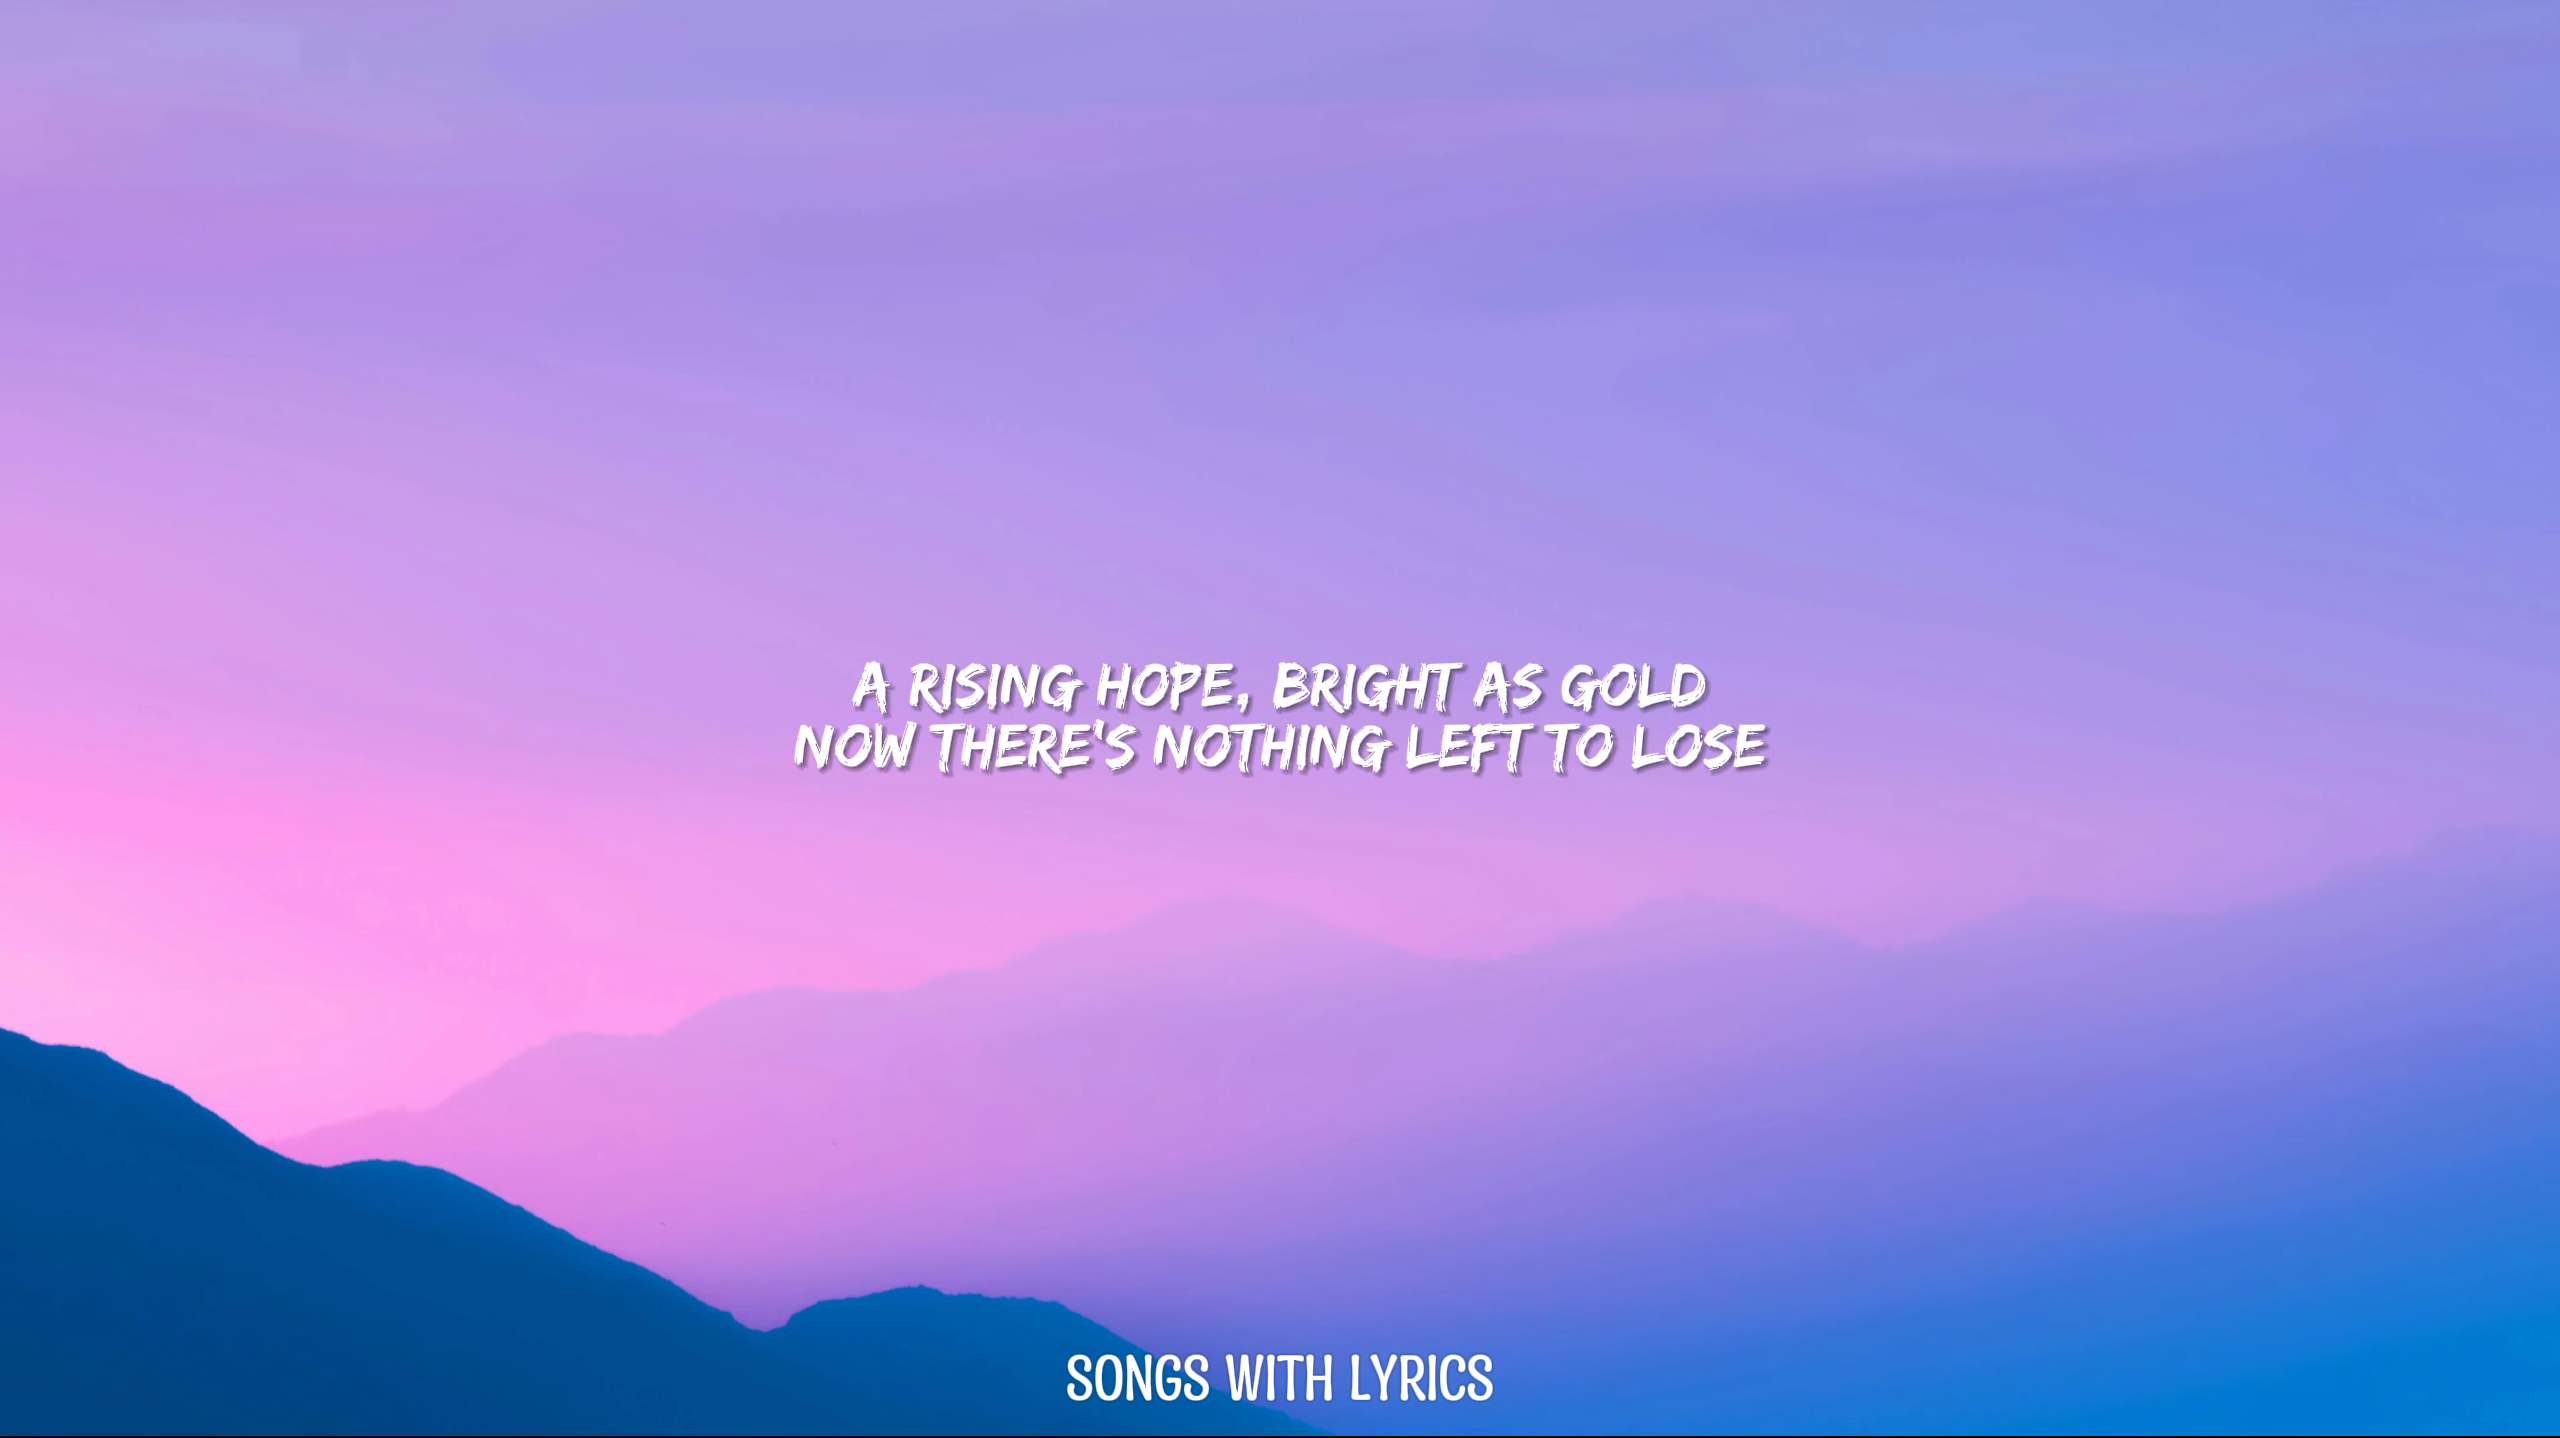 A RISING HOPE, BRIGHT AS GOLD
NOW THERE'S NOTHING LEFT TO LOSE
SONGS WITH LYRICS